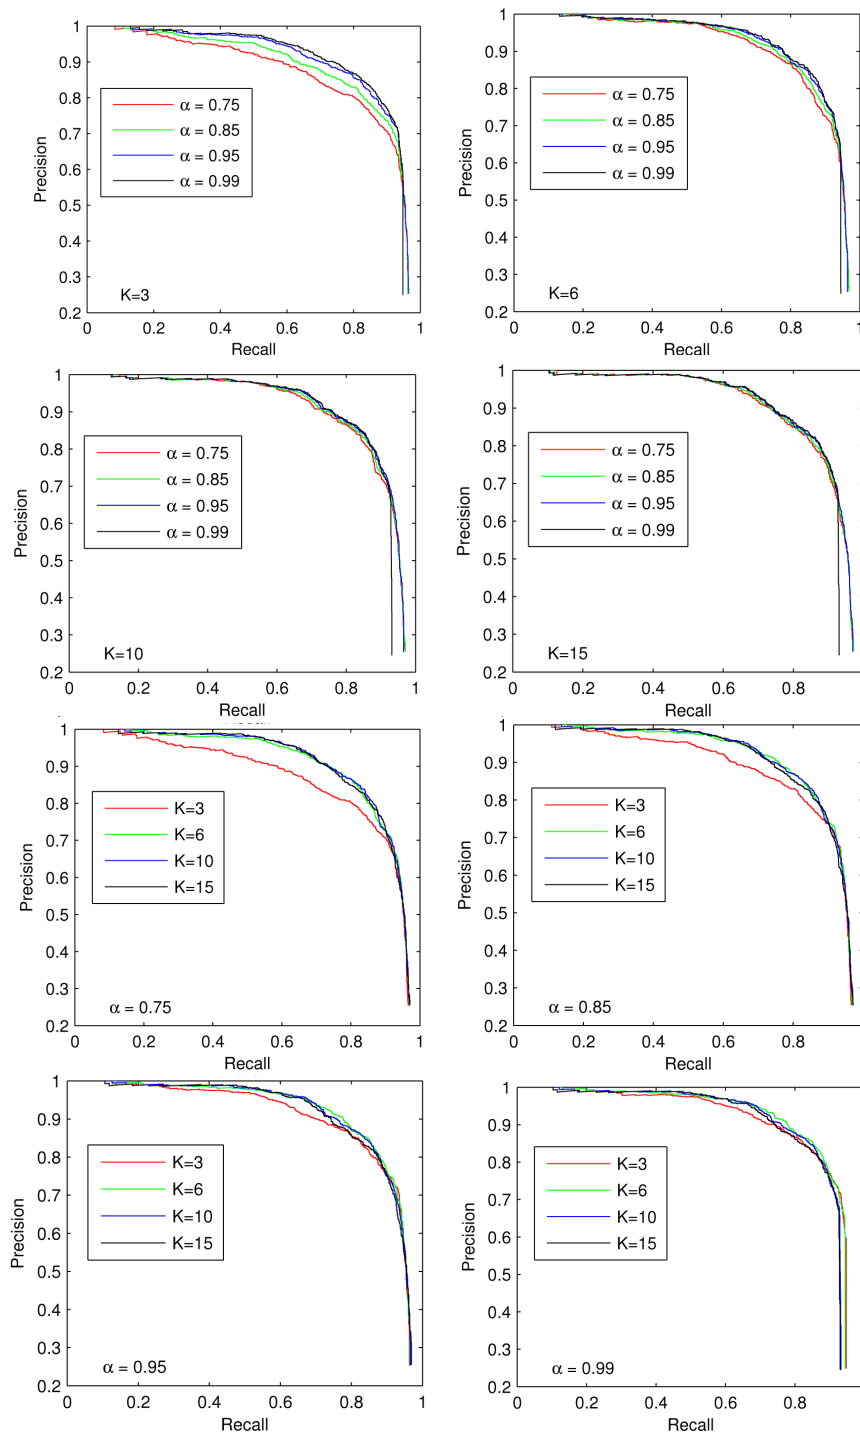 1
0.9
0.8
0.7
0.6
0.5
0.4
0.3
0.2
0 0.2 0.4 0.6 0.8 1
Precision
Recall
α = 0.75
α = 0.85
α = 0.95
α = 0.99
K=3
1
0.9
0.8
0.7
0.6
0.5
0.4
0.3
0.2
0 0.2 0.4 0.6 0.8 1
Precision
Recall
α = 0.75
α = 0.85
α = 0.95
α = 0.99
K=6
1
0.9
0.8
0.7
0.6
0.5
0.4
0.3
0.2
0 0.2 0.4 0.6 0.8 1
Precision
Recall
α = 0.75
α = 0.85
α = 0.95
α = 0.99
K=10
1
0.9
0.8
0.7
0.6
0.5
0.4
0.3
0.2
0 0.2 0.4 0.6 0.8 1
Precision
Recall
α = 0.75
α = 0.85
α = 0.95
α = 0.99
K=15
1
0.9
0.8
0.7
0.6
0.5
0.4
0.3
0.2
0 0.2 0.4 0.6 0.8 1
Precision
Recall
K=3
K=6
K=10
K=15
α = 0.75
1
0.9
0.8
0.7
0.6
0.5
0.4
0.3
0.2
0 0.2 0.4 0.6 0.8
Precision
Recall
K=3
K=6
K=10
K=15
α = 0.85
1
0.9
0.8
0.7
0.6
0.5
0.4
0.3
0.2
0 0.2 0.4 0.6 0.8 1
Precision
Recall
K=3
K=6
K=10
K=15
α = 0.95
1
0.9
0.8
0.7
0.6
0.5
0.4
0.3
0.2
0 0.2 0.4 0.6 0.8
Precision
Recall
K=3
K=6
K=10
K=15
α = 0.99